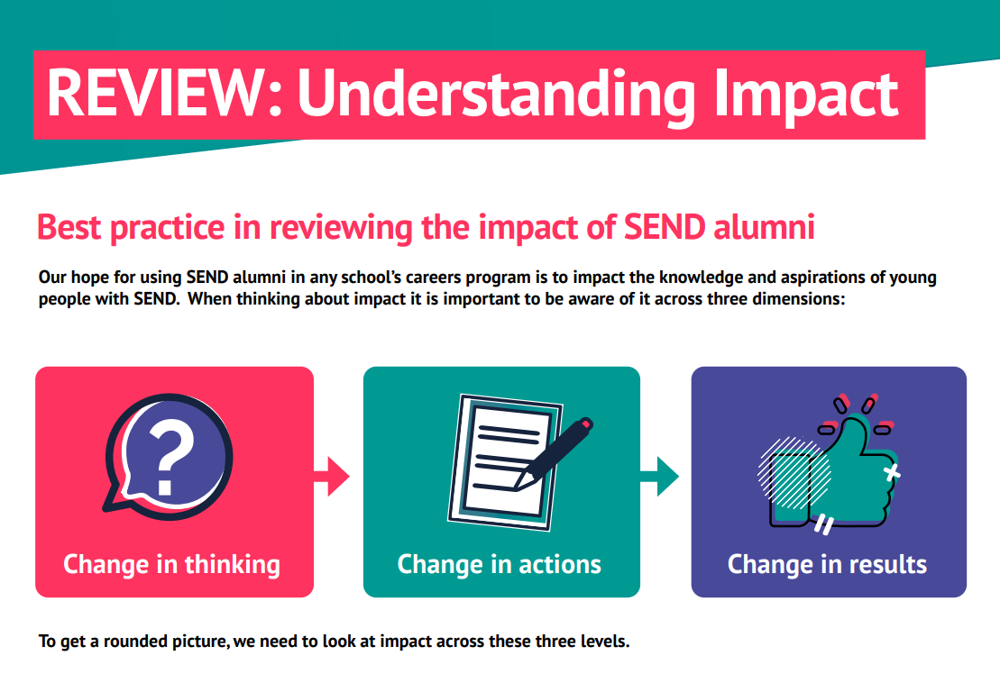 REVIEW: Understanding Impact
Best practice in reviewing the impact of SEND alumni
Our hope for using SEND alumni in any school’s careers program is to impact the knowledge and aspirations of young
people with SEND.  When thinking about impact it is important to be aware of it across three dimensions:
?
Change in thinking
Change in actions
Change in results
To get a rounded picture, we need to look at impact across these three levels.